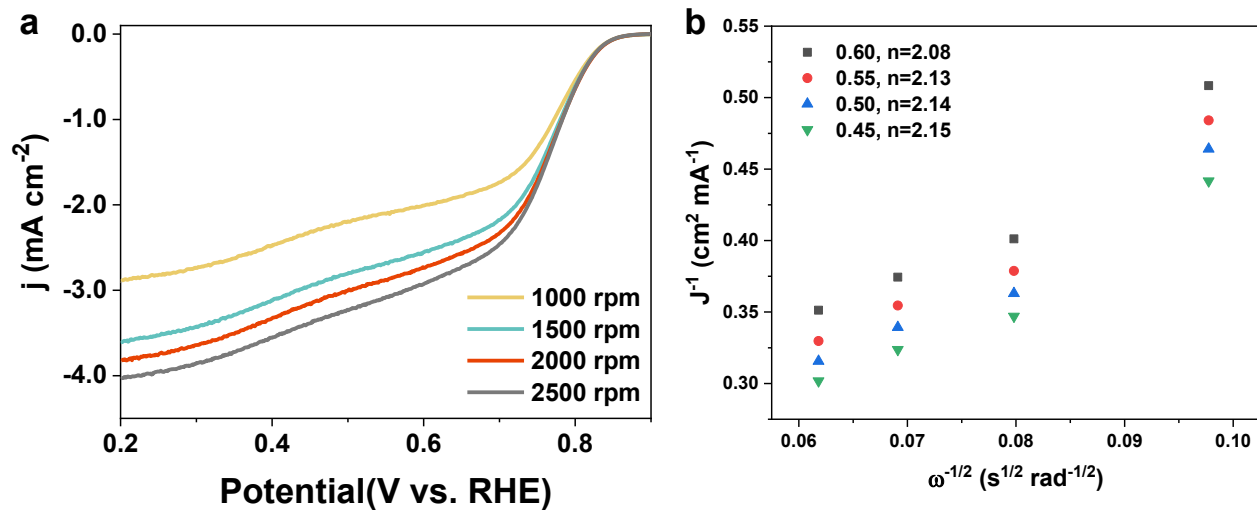 a
j (mA cm⁻²)
0.0
-1.0
-2.0
-3.0
-4.0
1000 rpm
1500 rpm
2000 rpm
2500 rpm
0.2
0.4
0.6
0.8
Potential(V vs. RHE)
b
J⁻¹ (cm² mA⁻¹)
0.55
0.50
0.45
0.40
0.35
0.30
0.60, n=2.08
0.55, n=2.13
0.50, n=2.14
0.45, n=2.15
0.06
0.07
0.08
0.09
0.10
ω⁻¹/² (s¹/² rad⁻¹/²)